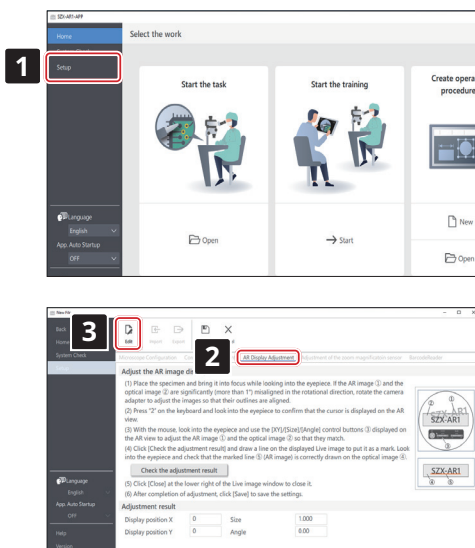 SZX-AR1-APP
Home
Select the work
1
Setup
Start the task
Start the training
Create opera
procedure
Language
English
App. Auto Startup
OFF
Open
Start
New
Open
New File
3
Back
Home
System Check
Edit
Import
Export
2
Microscope Configuration
AR Display Adjustment
Adjustment of the zoom magnification sensor
BarcodeReader
Adjust the AR image di
(1) Place the specimen and bring it into focus while looking into the eyepiece. If the AR image ① and the
optical image ② are significantly (more than 1°) misaligned in the rotational direction, rotate the camera
adapter to adjust the images so that their outlines are aligned.
(2) Press "2" on the keyboard and look into the eyepiece to confirm that the cursor is displayed on the AR
view.
(3) With the mouse, look into the eyepiece and use the [XY]/[Size]/[Angle] control buttons ③ displayed on
the AR view to adjust the AR image ① and the optical image ② so that they match.
(4) Click [Check the adjustment result] and draw a line on the displayed Live image to put it as a mark. Look
into the eyepiece and check that the marked line ⑤ (AR image) is correctly drawn on the optical image ④.
Check the adjustment result
(5) Click [Close] at the lower right of the Live image window to close it.
(6) After completion of adjustment, click [Save] to save the settings.
① ②
SZX-AR1
③
SZX-AR1
④ ⑤
Language
English
App. Auto Startup
OFF
Help
Version
Adjustment result
Display position X 0 Size 1.000
Display position Y 0 Angle 0.00